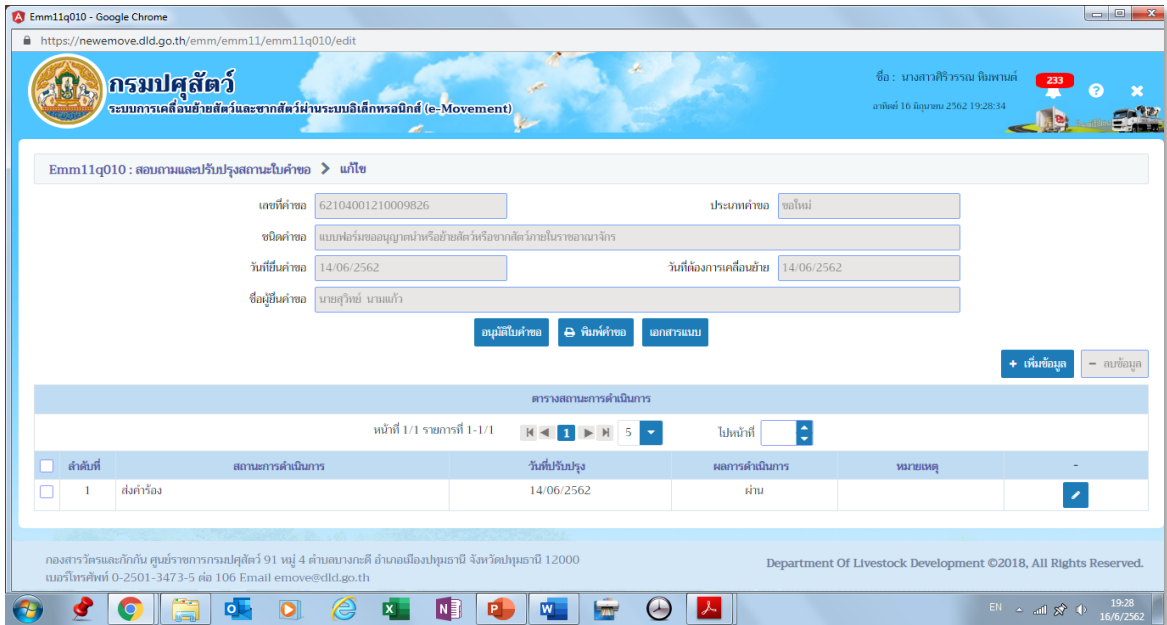 Emm11q010 - Google Chrome
https://newemove.dld.go.th/emm/emm11/emm11q010/edit
กรมปศุสัตว์
ระบบการเคลื่อนย้ายสัตว์และซากสัตว์ผ่านระบบอิเล็กทรอนิกส์ (e-Movement)
ชื่อ : นางสาวศิริวรรณ พิมพานต์
233
อาทิตย์ 16 มิถุนายน 2562 19:28:34
Emm11q010 : สอบถามและปรับปรุงสถานะใบคำขอ > แก้ไข
เลขที่คำขอ 62104001210009826 ประเภทคำขอ ขอใหม่
ชนิดคำขอ แบบฟอร์มขออนุญาตนำหรือย้ายสัตว์หรือซากสัตว์ภายในราชอาณาจักร
วันที่ยื่นคำขอ 14/06/2562 วันที่ต้องการเคลื่อนย้าย 14/06/2562
ชื่อผู้ยื่นคำขอ นายสุวิทย์ นามแก้ว
อนุมัติใบคำขอ พิมพ์คำขอ เอกสารแนบ
+ เพิ่มข้อมูล - ลบข้อมูล
ตารางสถานะการดำเนินการ
หน้าที่ 1/1 รายการที่ 1-1/1 1 5 ไปหน้าที่
ลำดับที่ สถานะการดำเนินการ วันที่ปรับปรุง ผลการดำเนินการ หมายเหตุ -
1 ส่งคำร้อง 14/06/2562 ผ่าน
กองสารวัตรและกักกัน ศูนย์ราชการกรมปศุสัตว์ 91 หมู่ 4 ตำบลบางกะดี อำเภอเมืองปทุมธานี จังหวัดปทุมธานี 12000
เบอร์โทรศัพท์ 0-2501-3473-5 ต่อ 106 Email emove@dld.go.th
Department Of Livestock Development ©2018, All Rights Reserved.
EN 19:28
16/6/2562